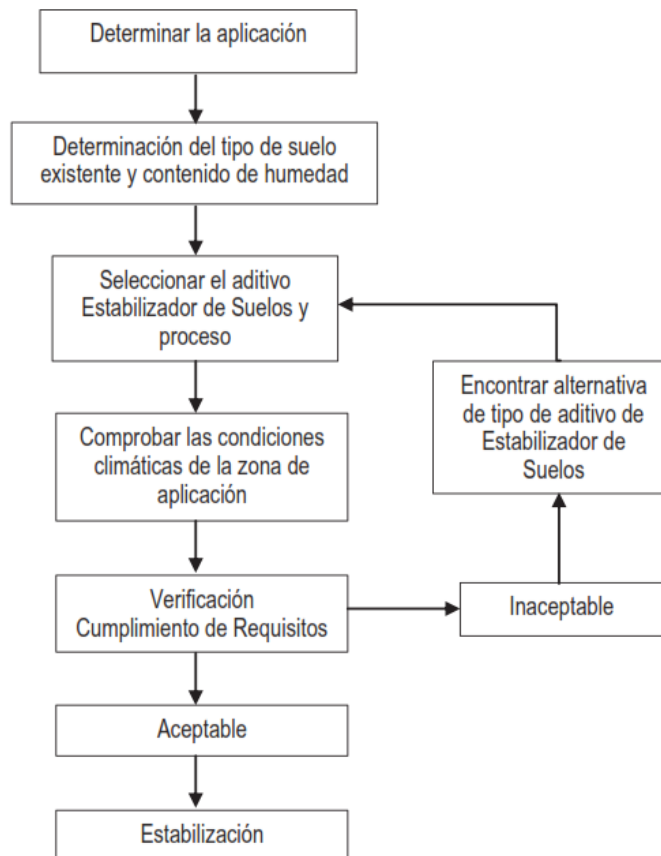 Determinar la aplicación
Determinación del tipo de suelo
existente y contenido de humedad
Seleccionar el aditivo
Estabilizador de Suelos y
proceso
Encontrar alternativa
de tipo de aditivo de
Estabilizador de
Suelos
Comprobar las condiciones
climáticas de la zona de
aplicación
Verificación
Cumplimiento de Requisitos
Inaceptable
Aceptable
Estabilización